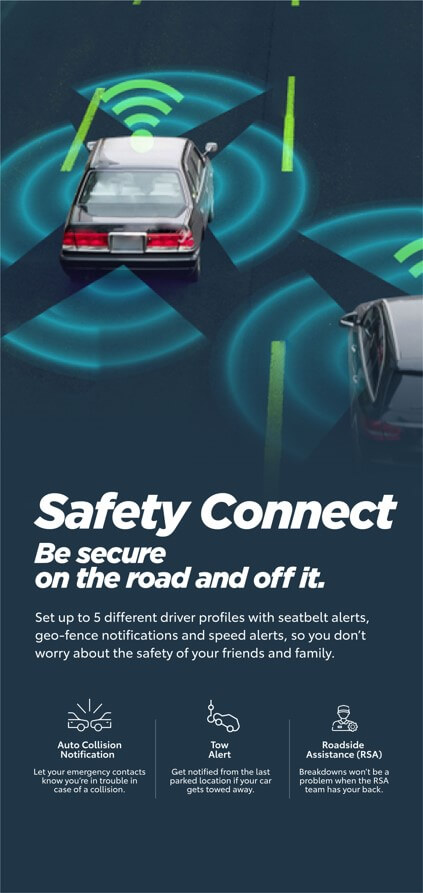 Safety Connect
Be secure
on the road and off it.
Set up to 5 different driver profiles with seatbelt alerts,
geo-fence notifications and speed alerts, so you don't
worry about the safety of your friends and family.
Auto Collision
Notification
Let your emergency contacts
know you're in trouble in
case of a collision.
Tow
Alert
Get notified from the last
parked location if your car
gets towed away.
Roadside
Assistance (RSA)
Breakdowns won't be a
problem when the RSA
team has your back.